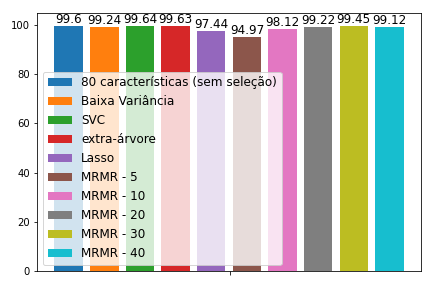 99.6 99.24 99.64 99.63 97.44 94.97 98.12 99.22 99.45 99.12
100
80
60
40
20
0
80 características (sem seleção)
Baixa Variância
SVC
extra-árvore
Lasso
MRMR - 5
MRMR - 10
MRMR - 20
MRMR - 30
MRMR - 40